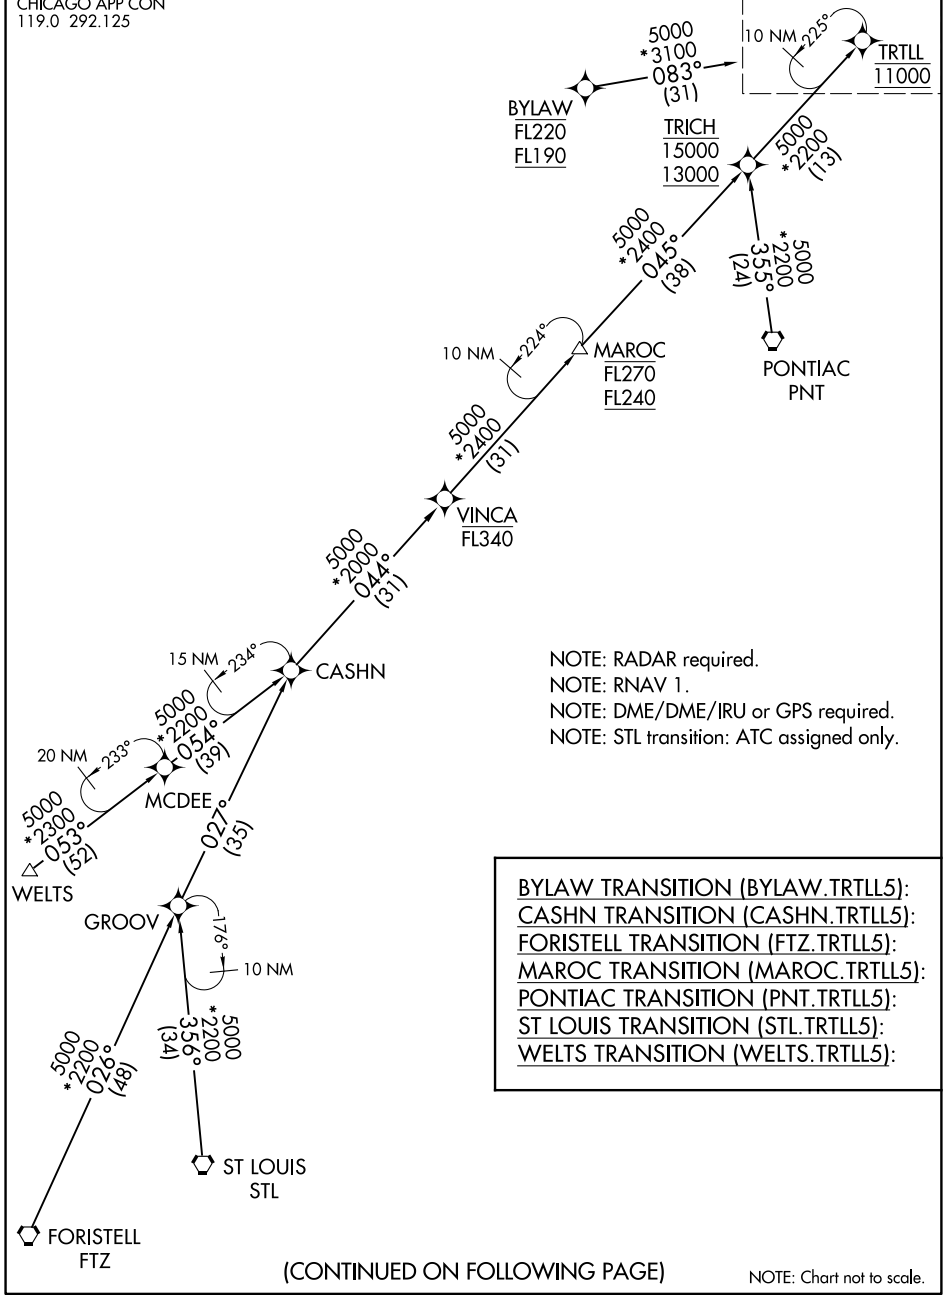 CHICAGO APP CON
119.0 292.125
5000
*3100
083°
(31)
BYLAW
FL220
FL190
10 NM
225°
TRTLL
11000
TRICH
15000
13000
5000
*2200
(13)
5000
*2400
045°
(38)
5000
*2200
355°
(24)
PONTIAC
PNT
10 NM
224°
MAROC
FL270
FL240
5000
*2400
(31)
VINCA
FL340
5000
*2000
044°
(31)
15 NM
234°
CASHN
5000
*2200
054°
(39)
20 NM
233°
MCDEE
5000
*2300
053°
(52)
WELTS
027°
(35)
GROOV
176°
10 NM
5000
*2200
356°
(34)
5000
*2200
026°
(48)
ST LOUIS
STL
FORISTELL
FTZ
NOTE: RADAR required.
NOTE: RNAV 1.
NOTE: DME/DME/IRU or GPS required.
NOTE: STL transition: ATC assigned only.
BYLAW TRANSITION (BYLAW.TRTLL5):
CASHN TRANSITION (CASHN.TRTLL5):
FORISTELL TRANSITION (FTZ.TRTLL5):
MAROC TRANSITION (MAROC.TRTLL5):
PONTIAC TRANSITION (PNT.TRTLL5):
ST LOUIS TRANSITION (STL.TRTLL5):
WELTS TRANSITION (WELTS.TRTLL5):
(CONTINUED ON FOLLOWING PAGE)
NOTE: Chart not to scale.